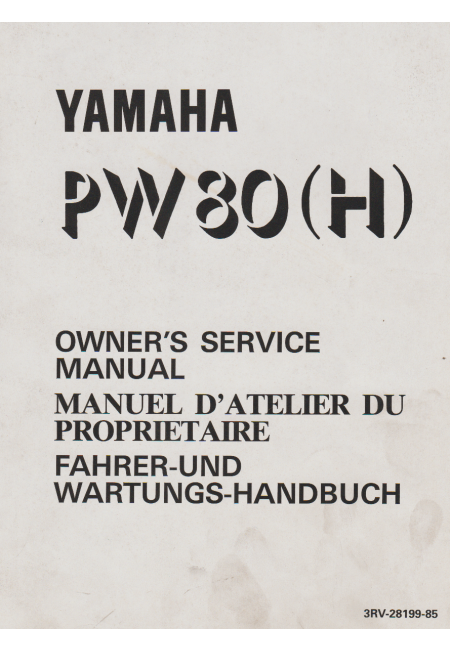 YAMAHA
PW80(H)
OWNER'S SERVICE
MANUAL
MANUEL D'ATELIER DU
PROPRIETAIRE
FAHRER-UND
WARTUNGS-HANDBUCH
3RV-28199-85